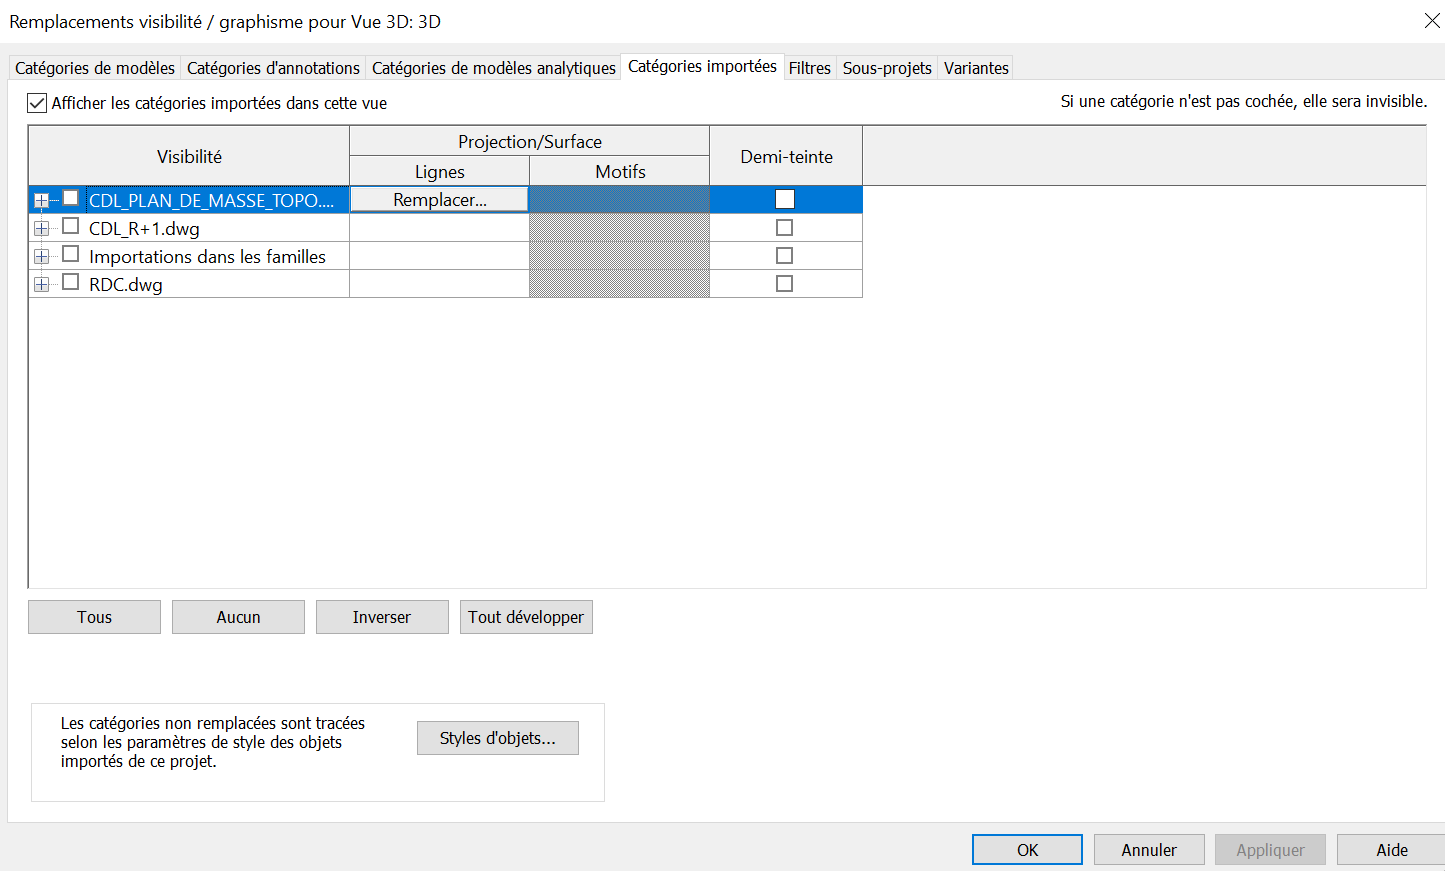 Remplacements visibilité / graphisme pour Vue 3D: 3D
Catégories de modèles Catégories d'annotations Catégories de modèles analytiques Catégories importées Filtres Sous-projets Variantes
Afficher les catégories importées dans cette vue
Si une catégorie n'est pas cochée, elle sera invisible.
Visibilité
Projection/Surface
Lignes
Motifs
Demi-teinte
CDL_PLAN_DE_MASSE_TOPO....
Remplacer...
CDL_R+1.dwg
Importations dans les familles
RDC.dwg
Tous
Aucun
Inverser
Tout développer
Les catégories non remplacées sont tracées
selon les paramètres de style des objets
importés de ce projet.
Styles d'objets...
OK
Annuler
Appliquer
Aide